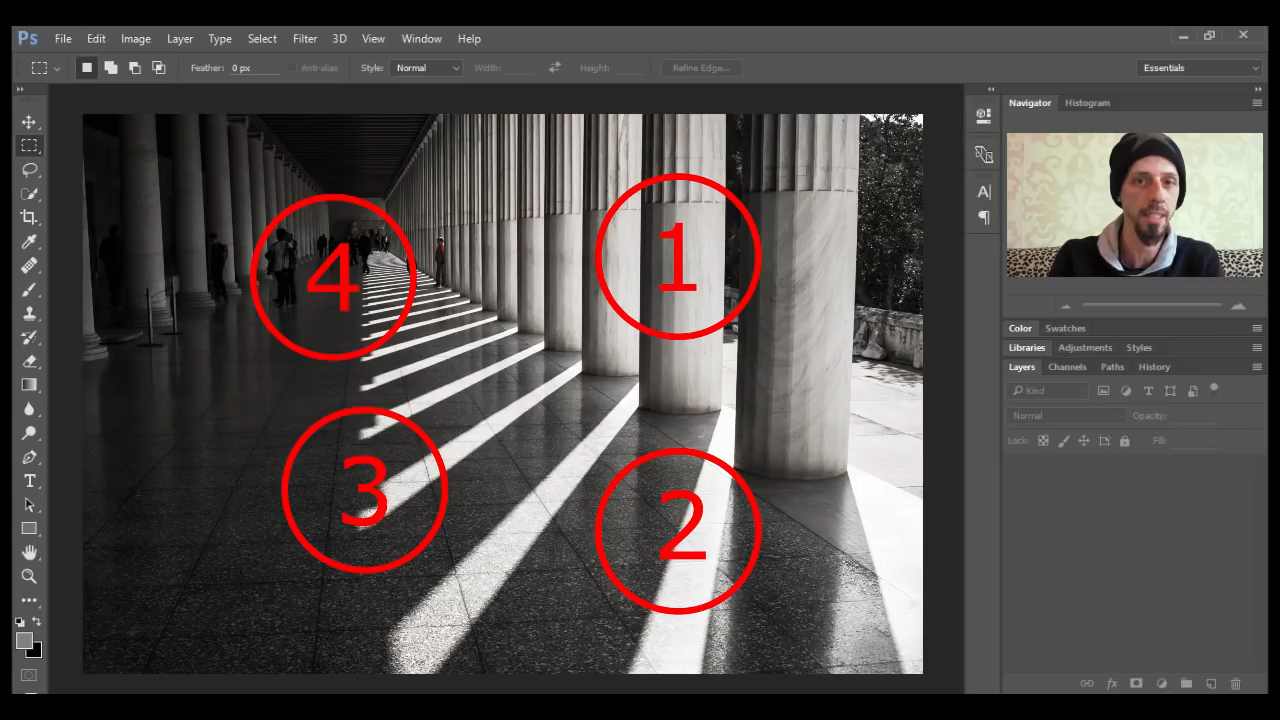 Ps File Edit Image Layer Type Select Filter 3D View Window Help
Feather: 0 px Anti-alias Style: Normal Width: Height: Refine Edge... Essentials
Navigator Histogram
1
4
Color Swatches
Libraries Adjustments Styles
Layers Channels Paths History
Kind
Normal Opacity:
Lock: Fill:
3
2
fx